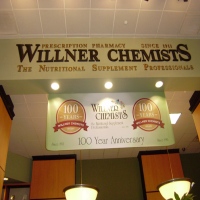 PRESCRIPTION PHARMACY SINCE 1911
WILLNER CHEMISTS
The Nutritional Supplement Professionals
100
YEARS
100
YEARS
WILLNER
CHEMISTS
100 Year Anniversary